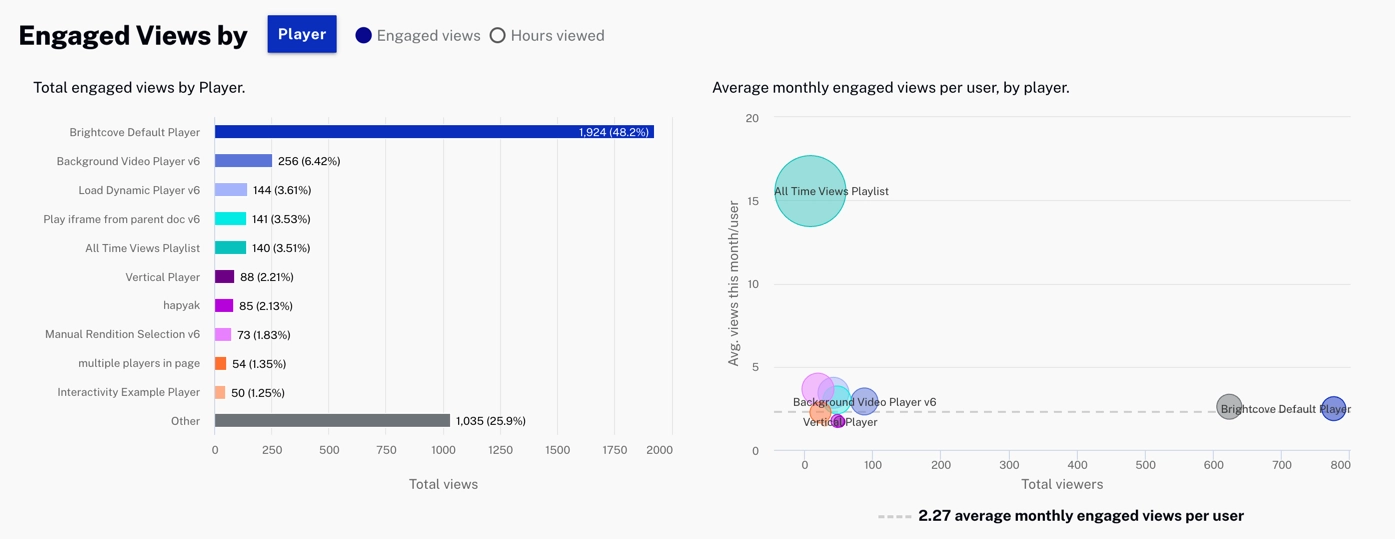 Engaged Views by Player Engaged views Hours viewed
Total engaged views by Player.
Brightcove Default Player 1,924 (48.2%)
Background Video Player v6 256 (6.42%)
Load Dynamic Player v6 144 (3.61%)
Play iframe from parent doc v6 141 (3.53%)
All Time Views Playlist 140 (3.51%)
Vertical Player 88 (2.21%)
hapyak 85 (2.13%)
Manual Rendition Selection v6 73 (1.83%)
multiple players in page 54 (1.35%)
Interactivity Example Player 50 (1.25%)
Other 1,035 (25.9%)
0 250 500 750 1000 1250 1500 1750 2000
Total views
Average monthly engaged views per user, by player.
Avg. views this month/user
20
All Time Views Playlist
15
10
5
Background Video Player v6
Brightcove Default Player
Vertical Player
0
0 100 200 300 400 500 600 700 800
Total viewers
2.27 average monthly engaged views per user